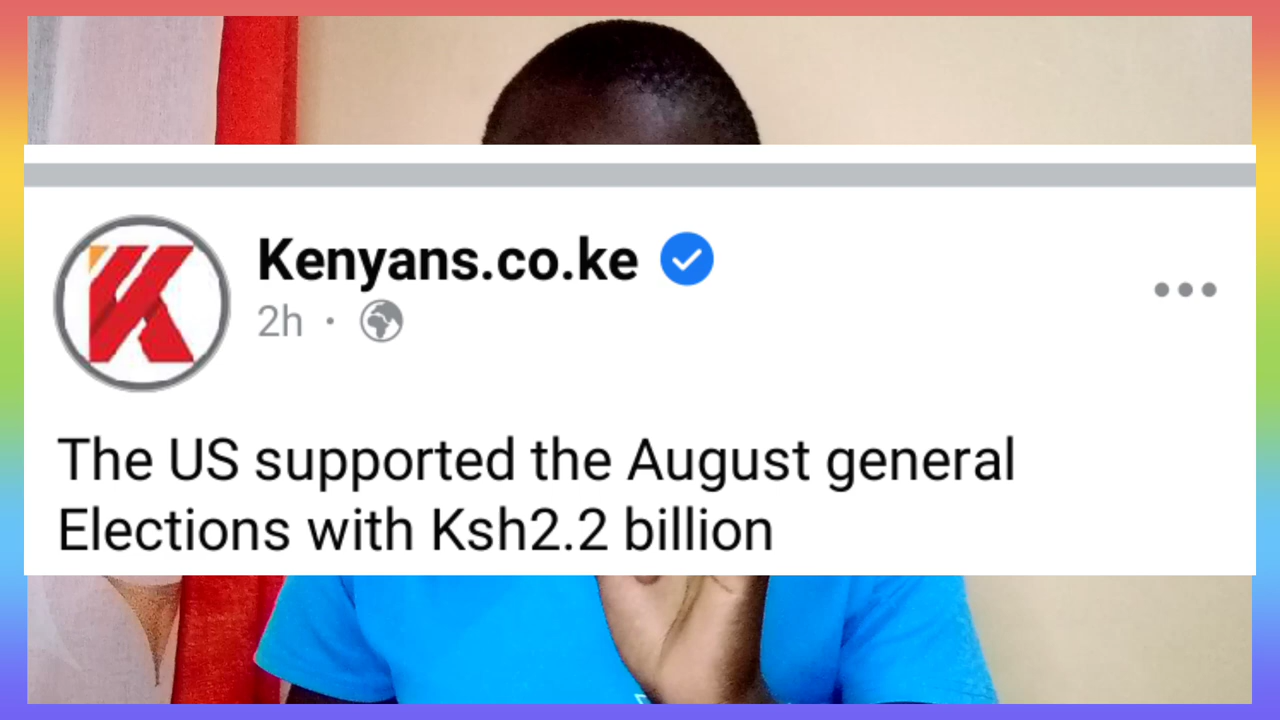 Kenyans.co.ke
2h ·
The US supported the August general
Elections with Ksh2.2 billion